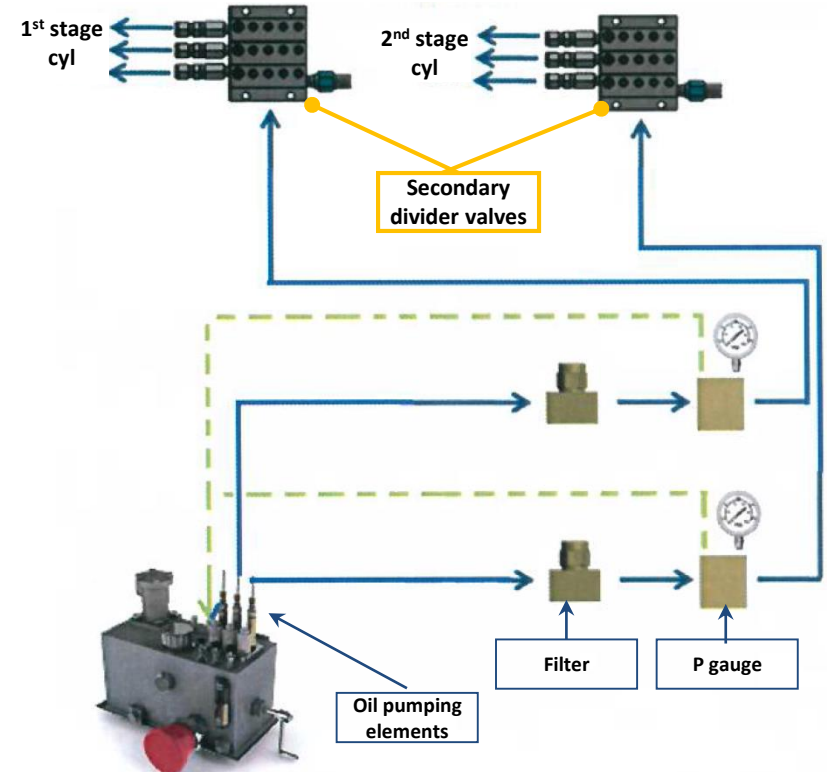 1st stage
cyl
2nd stage
cyl
Secondary
divider valves
Filter
P gauge
Oil pumping
elements